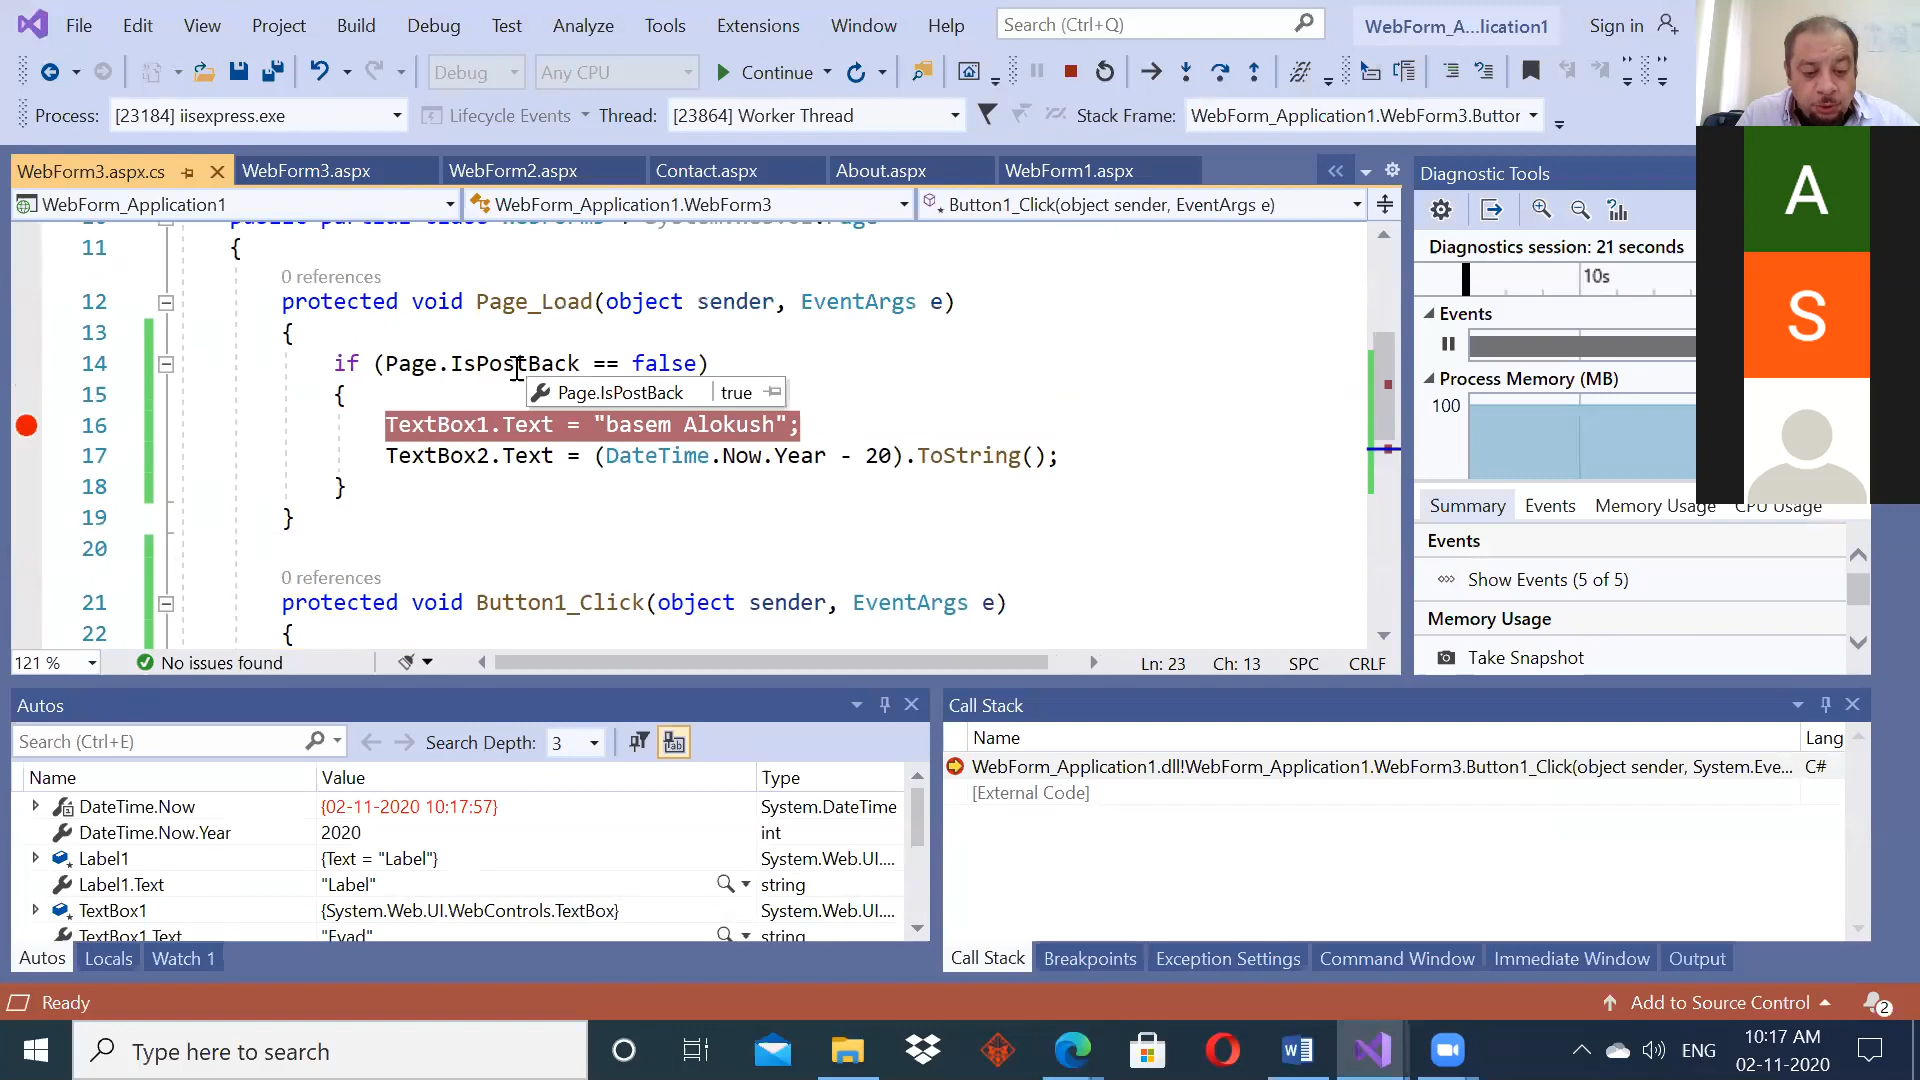 File Edit View Project Build Debug Test Analyze Tools Extensions Window Help Search (Ctrl+Q) WebForm_A...lication1 Sign in
Debug Any CPU Continue
Process: [23184] iisexpress.exe Lifecycle Events Thread: [23864] Worker Thread Stack Frame: WebForm_Application1.WebForm3.Button
WebForm3.aspx.cs WebForm3.aspx WebForm2.aspx Contact.aspx About.aspx WebForm1.aspx
WebForm_Application1 WebForm_Application1.WebForm3 Button1_Click(object sender, EventArgs e)
11 {
0 references
12 protected void Page_Load(object sender, EventArgs e)
13 {
14 if (Page.IsPostBack == false)
Page.IsPostBack true
15 {
16 TextBox1.Text = "basem Alokush";
17 TextBox2.Text = (DateTime.Now.Year - 20).ToString();
18 }
19 }
20
0 references
21 protected void Button1_Click(object sender, EventArgs e)
22 {
121 % No issues found Ln: 23 Ch: 13 SPC CRLF
Diagnostic Tools
Diagnostics session: 21 seconds
10s
Events
Process Memory (MB)
100
Summary Events Memory Usage CPU Usage
Events
Show Events (5 of 5)
Memory Usage
Take Snapshot
A
S
Autos
Search (Ctrl+E) Search Depth: 3
Name Value Type
DateTime.Now {02-11-2020 10:17:57} System.DateTime
DateTime.Now.Year 2020 int
Label1 {Text = "Label"} System.Web.UI....
Label1.Text "Label" string
TextBox1 {System.Web.UI.WebControls.TextBox} System.Web.UI....
TextBox1.Text "Eyad" string
Autos Locals Watch 1
Call Stack
Name Lang
WebForm_Application1.dll!WebForm_Application1.WebForm3.Button1_Click(object sender, System.Eve... C#
[External Code]
Call Stack Breakpoints Exception Settings Command Window Immediate Window Output
Ready Add to Source Control 2
Type here to search ENG 10:17 AM
02-11-2020